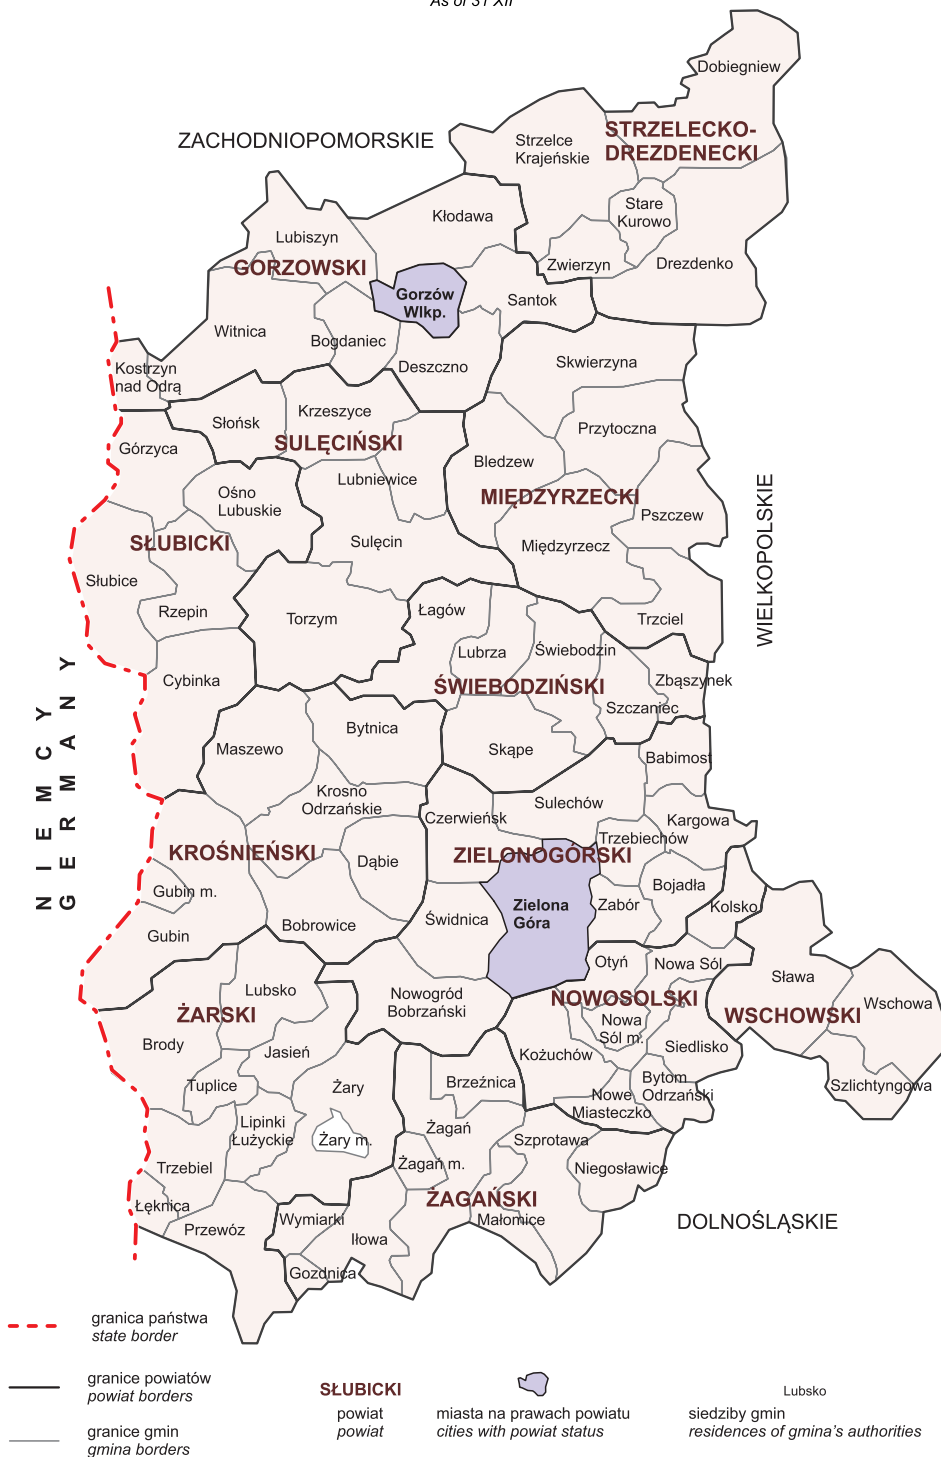 As of 31 XII
Dobiegniew
ZACHODNIOPOMORSKIE
STRZELECKO-
DREZDENECKI
Strzelce
Krajeńskie
Stare
Kurowo
Kłodawa
Lubiszyn
GORZOWSKI
Zwierzyn
Drezdenko
Gorzów
Wlkp.
Santok
Witnica
Bogdaniec
Deszczno
Skwierzyna
Kostrzyn
nad Odrą
Krzeszyce
Słońsk
Przytoczna
SULĘCIŃSKI
Górzyca
Bledzew
Lubniewice
Ośno
Lubuskie
MIĘDZYRZECKI
Pszczew
SŁUBICKI
Sulęcin
Międzyrzecz
WIELKOPOLSKIE
Słubice
Rzepin
Torzym
Łagów
Trzciel
Lubrza
Świebodzin
Cybinka
ŚWIEBODZIŃSKI
Zbąszynek
Szczaniec
NIEMCY
GERMANY
Maszewo
Bytnica
Skąpe
Babimost
Krosno
Odrzańskie
Czerwieńsk
Sulechów
Kargowa
Trzebiechów
KROŚNIEŃSKI
Dąbie
ZIELONOGÓRSKI
Gubin m.
Bojadła
Zielona
Góra
Zabór
Kolsko
Gubin
Bobrowice
Świdnica
Otyń
Nowa Sól
Sława
Lubsko
Nowogród
Bobrzański
NOWOSOLSKI
Wschowa
ŻARSKI
WSCHOWSKI
Nowa
Sól m.
Brody
Jasień
Kożuchów
Siedlisko
Tuplice
Żary
Brzeźnica
Nowe
Miasteczko
Bytom
Odrzański
Szlichtyngowa
Lipinki
Łużyckie
Żary m.
Żagań
Szprotawa
Trzebiel
Żagań m.
Niegosławice
Łęknica
ŻAGAŃSKI
Przewóz
Wymiarki
Małomice
DOLNOŚLĄSKIE
Iłowa
Gozdnica
granica państwa
state border
granice powiatów
powiat borders
granice gmin
gmina borders
SŁUBICKI
powiat
powiat
miasta na prawach powiatu
cities with powiat status
Lubsko
siedziby gmin
residences of gmina's authorities